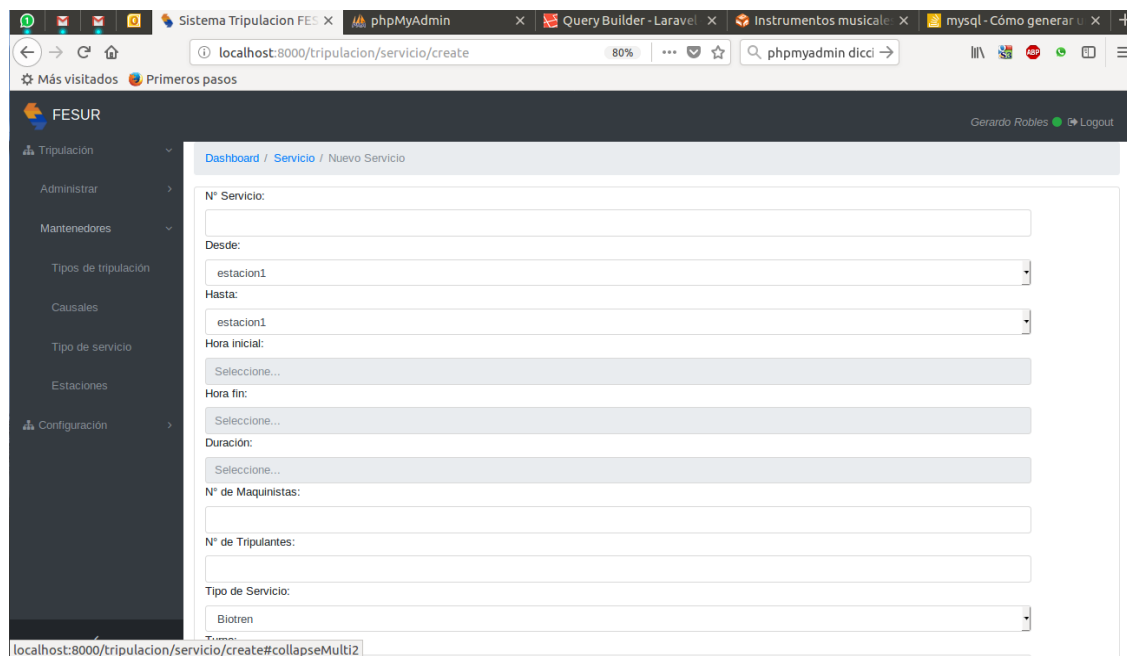 Sistema Tripulacion FES
phpMyAdmin
Query Builder - Laravel
Instrumentos musicale
mysql - Cómo generar u
localhost:8000/tripulacion/servicio/create
80%
phpmyadmin dicci
Más visitados
Primeros pasos
FESUR
Gerardo Robles
Logout
Tripulación
Administrar
Mantenedores
Tipos de tripulación
Causales
Tipo de servicio
Estaciones
Configuración
Dashboard / Servicio / Nuevo Servicio
N° Servicio:
Desde:
estacion1
Hasta:
estacion1
Hora inicial:
Seleccione...
Hora fin:
Seleccione...
Duración:
Seleccione...
N° de Maquinistas:
N° de Tripulantes:
Tipo de Servicio:
Biotren
localhost:8000/tripulacion/servicio/create#collapseMulti2